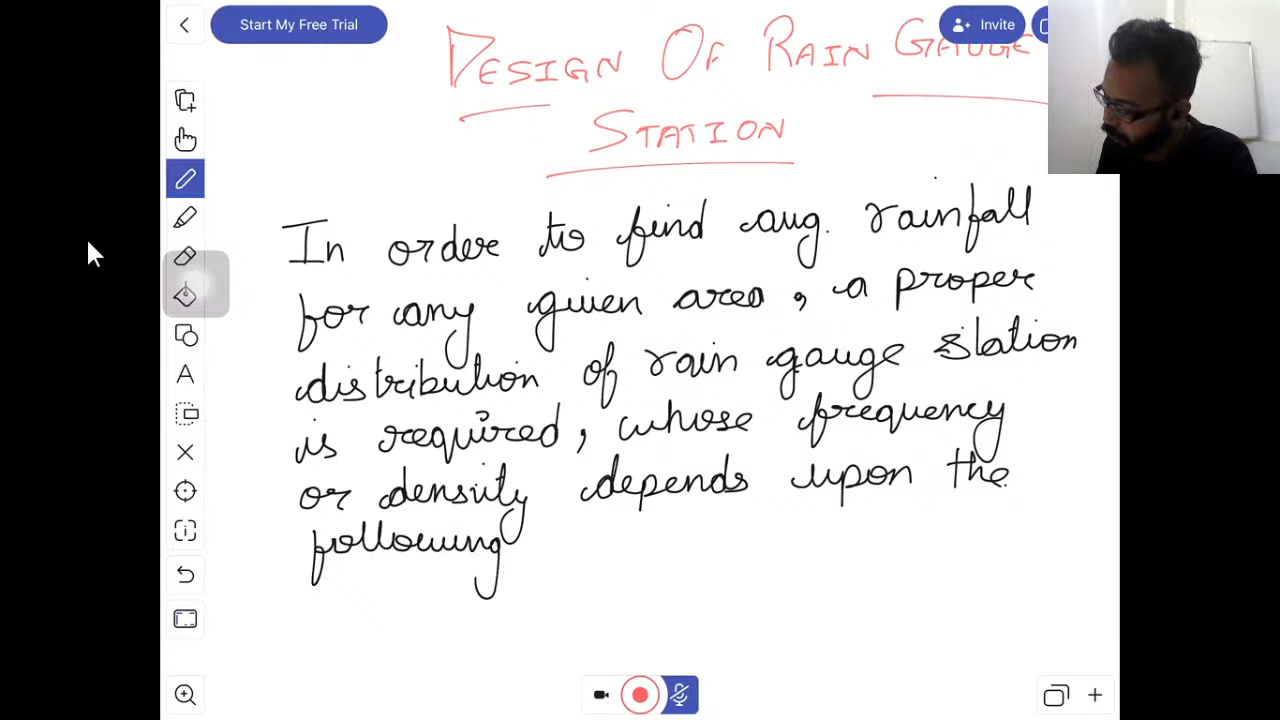 Start My Free Trial
Invite
DESIGN OF RAIN GAUGE
STATION
In order to find avg. rainfall
for any given area, a proper
distribution of rain gauge station
is required, whose frequency
or density depends upon the
following
A